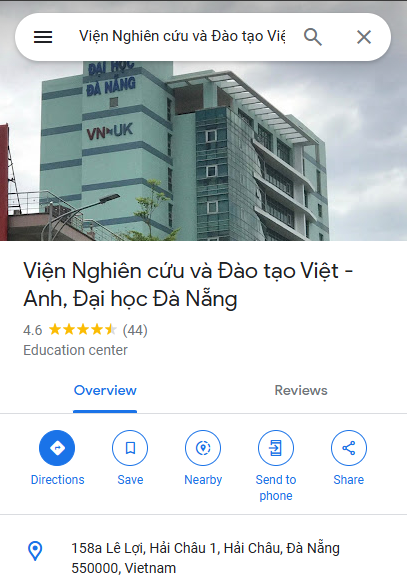 Viện Nghiên cứu và Đào tạo Việ
ĐẠI HỌC
ĐÀ NẴNG
VN UK
Viện Nghiên cứu và Đào tạo Việt -
Anh, Đại học Đà Nẵng
4.6 (44)
Education center
Overview Reviews
Directions Save Nearby Send to phone Share
158a Lê Lợi, Hải Châu 1, Hải Châu, Đà Nẵng
550000, Vietnam